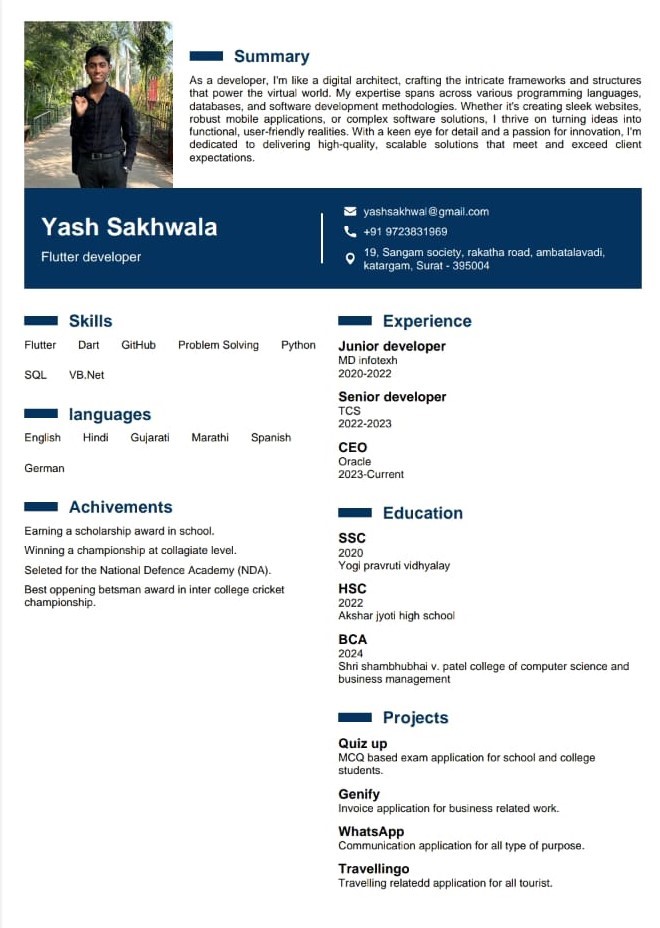 Summary
As a developer, I'm like a digital architect, crafting the intricate frameworks and structures
that power the virtual world. My expertise spans across various programming languages,
databases, and software development methodologies. Whether it's creating sleek websites,
robust mobile applications, or complex software solutions, I thrive on turning ideas into
functional, user-friendly realities. With a keen eye for detail and a passion for innovation, I'm
dedicated to delivering high-quality, scalable solutions that meet and exceed client
expectations.
Yash Sakhwala
Flutter developer
yashsakhwal@gmail.com
+91 9723831969
19, Sangam society, rakatha road, ambatalavadi,
katargam, Surat - 395004
Skills
Flutter Dart GitHub Problem Solving Python
SQL VB.Net
languages
English Hindi Gujarati Marathi Spanish
German
Achivements
Earning a scholarship award in school.
Winning a championship at collagiate level.
Seleted for the National Defence Academy (NDA).
Best oppening betsman award in inter college cricket
championship.
Experience
Junior developer
MD infotexh
2020-2022
Senior developer
TCS
2022-2023
CEO
Oracle
2023-Current
Education
SSC
2020
Yogi pravruti vidhyalay
HSC
2022
Akshar jyoti high school
BCA
2024
Shri shambhubhai v. patel college of computer science and
business management
Projects
Quiz up
MCQ based exam application for school and college
students.
Genify
Invoice application for business related work.
WhatsApp
Communication application for all type of purpose.
Travellingo
Travelling relatedd application for all tourist.